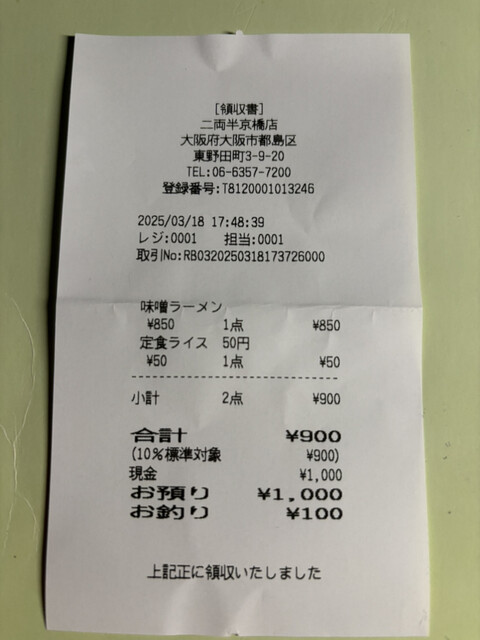 [領収書]
二両半京橋店
大阪府大阪市都島区
東野田町3-9-20
TEL:06-6357-7200
登録番号:T8120001013246
2025/03/18 17:48:39
レジ:0001 担当:0001
取引No:RB0320250318173726000
味噌ラーメン
¥850 1点 ¥850
定食ライス 50円
¥50 1点 ¥50
--------------------------------
小計 2点 ¥900
合計 ¥900
(10%標準対象 ¥900)
現金 ¥1,000
お預り ¥1,000
お釣り ¥100
上記正に領収いたしました